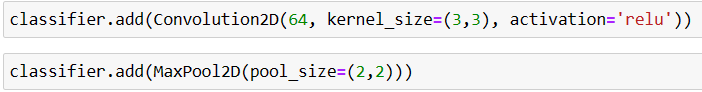 classifier.add(Convolution2D(64, kernel_size=(3,3), activation='relu'))
classifier.add(MaxPool2D(pool_size=(2,2)))